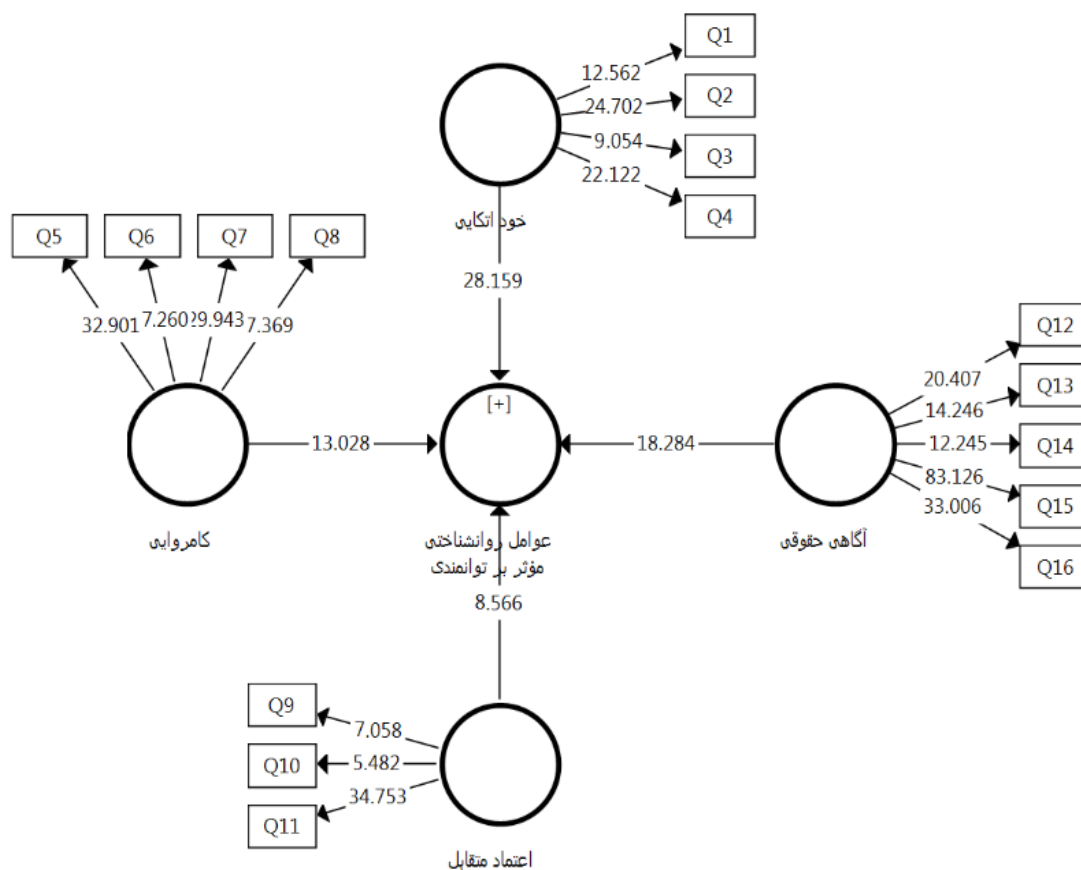 Q1
12.562
Q2
24.702
Q3
9.054
22.122
Q4
خود اتکایی
28.159
Q5
Q6
Q7
Q8
32.901
7.260
29.943
7.369
کامروایی
13.028
[+]
عوامل روانشناختی
مؤثر بر توانمندی
8.566
18.284
آگاهی حقوقی
Q12
20.407
Q13
14.246
12.245
Q14
83.126
Q15
33.006
Q16
Q9
7.058
Q10
5.482
34.753
Q11
اعتماد متقابل